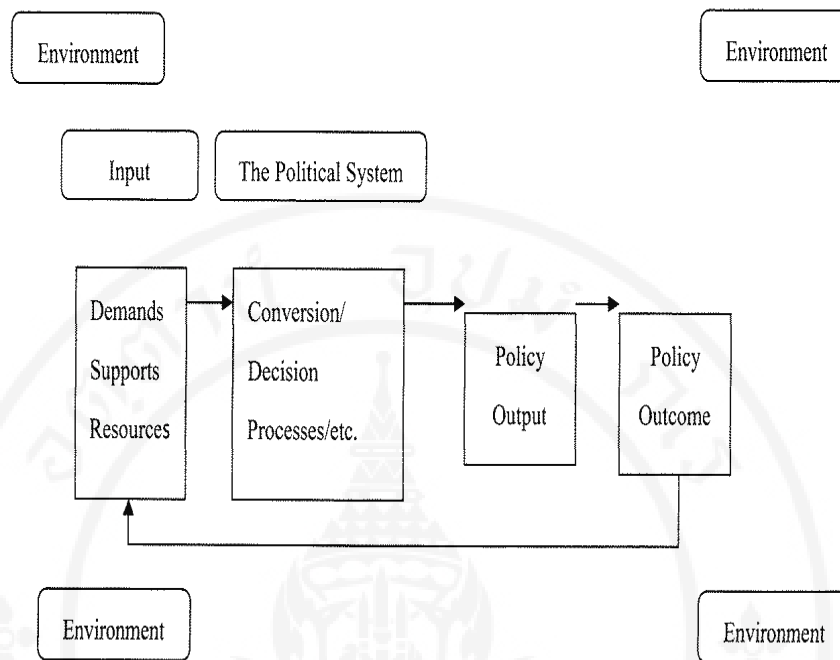 Environment
Environment
Input
The Political System
Demands
Supports
Resources
Conversion/
Decision
Processes/etc.
Policy
Output
Policy
Outcome
Environment
Environment